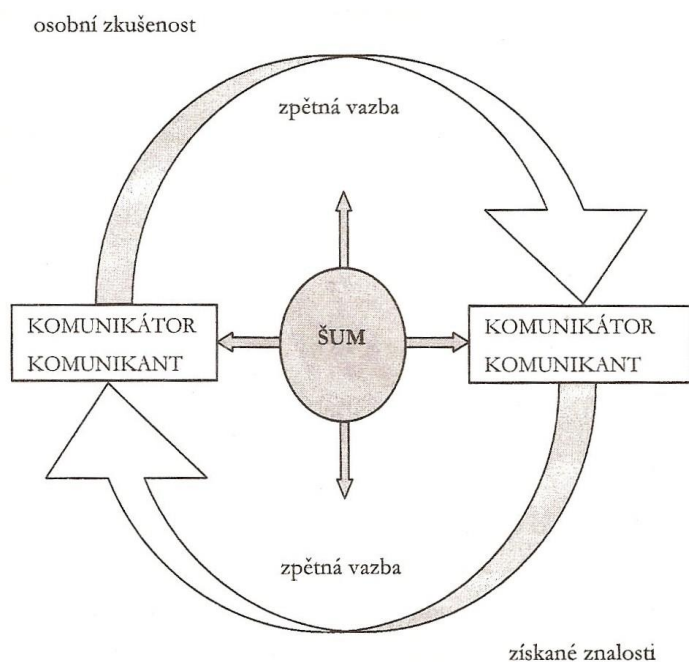 osobní zkušenost
zpětná vazba
KOMUNIKÁTOR
KOMUNIKANT
ŠUM
KOMUNIKÁTOR
KOMUNIKANT
zpětná vazba
získané znalosti